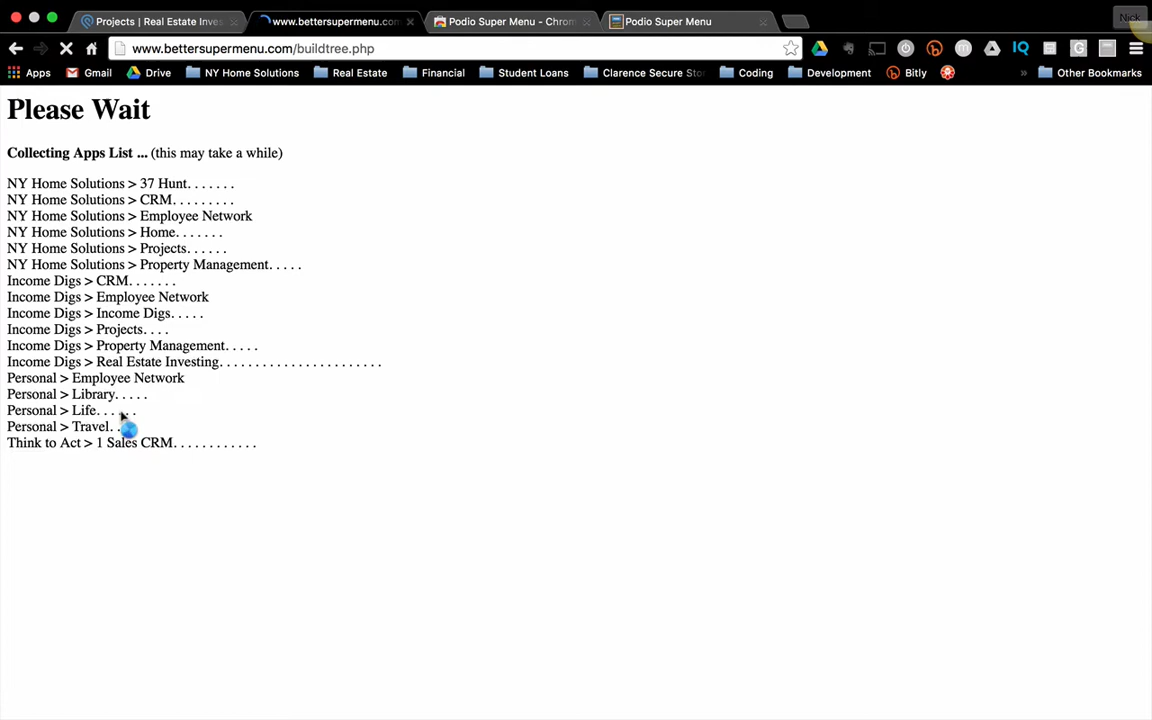 Projects | Real Estate Inves
www.bettersupermenu.com/
Podio Super Menu - Chrom
Podio Super Menu
Nick
www.bettersupermenu.com/buildtree.php
Apps Gmail Drive NY Home Solutions Real Estate Financial Student Loans Clarence Secure Stor Coding Development Bitly » Other Bookmarks
Please Wait
Collecting Apps List ... (this may take a while)
NY Home Solutions > 37 Hunt. . . . . . .
NY Home Solutions > CRM. . . . . . . . .
NY Home Solutions > Employee Network
NY Home Solutions > Home. . . . . . .
NY Home Solutions > Projects. . . . . .
NY Home Solutions > Property Management. . . . .
Income Digs > CRM. . . . . . .
Income Digs > Employee Network
Income Digs > Income Digs. . . . .
Income Digs > Projects. . . .
Income Digs > Property Management. . . . .
Income Digs > Real Estate Investing. . . . . . . . . . . . . . . . . . . . . . .
Personal > Employee Network
Personal > Library. . . . .
Personal > Life. . . . . .
Personal > Travel. .
Think to Act > 1 Sales CRM. . . . . . . . . . . .